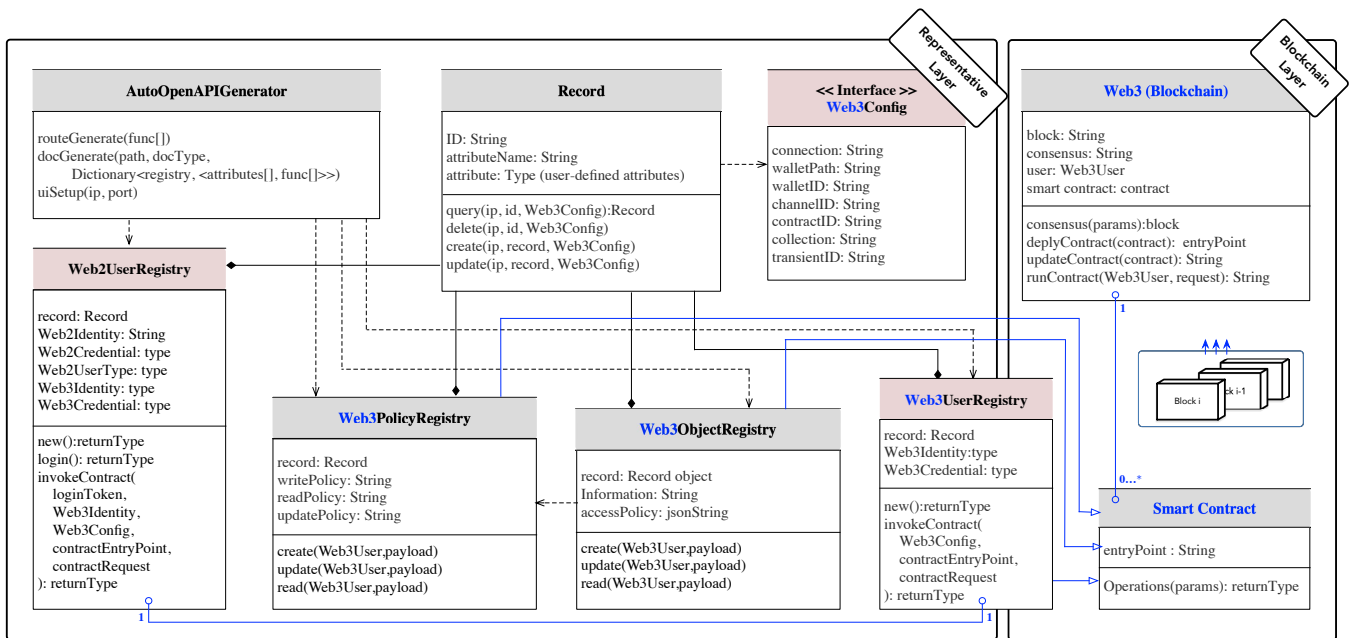 Representative
Layer
Blockchain
Layer
AutoOpenAPIGenerator
routeGenerate(func[])
docGenerate(path, docType,
Dictionary<registry, <attributes[], func[]>>)
uiSetup(ip, port)
Record
ID: String
attributeName: String
attribute: Type (user-defined attributes)
query(ip, id, Web3Config):Record
delete(ip, id, Web3Config)
create(ip, record, Web3Config)
update(ip, record, Web3Config)
<< Interface >>
Web3Config
connection: String
walletPath: String
walletID: String
channelID: String
contractID: String
collection: String
transientID: String
Web3 (Blockchain)
block: String
consensus: String
user: Web3User
smart contract: contract
consensus(params):block
deplyContract(contract): entryPoint
updateContract(contract): String
runContract(Web3User, request): String
1
Block i
ck i-1
0...*
Web2UserRegistry
record: Record
Web2Identity: String
Web2Credential: type
Web2UserType: type
Web3Identity: type
Web3Credential: type
new():returnType
login(): returnType
invokeContract(
loginToken,
Web3Identity,
Web3Config,
contractEntryPoint,
contractRequest
): returnType
1
Web3PolicyRegistry
record: Record
writePolicy: String
readPolicy: String
updatePolicy: String
create(Web3User,payload)
update(Web3User,payload)
read(Web3User,payload)
Web3ObjectRegistry
record: Record object
Information: String
accessPolicy: jsonString
create(Web3User,payload)
update(Web3User,payload)
read(Web3User,payload)
Web3UserRegistry
record: Record
Web3Identity:type
Web3Credential: type
new():returnType
invokeContract(
Web3Config,
contractEntryPoint,
contractRequest
): returnType
1
Smart Contract
entryPoint : String
Operations(params): returnType